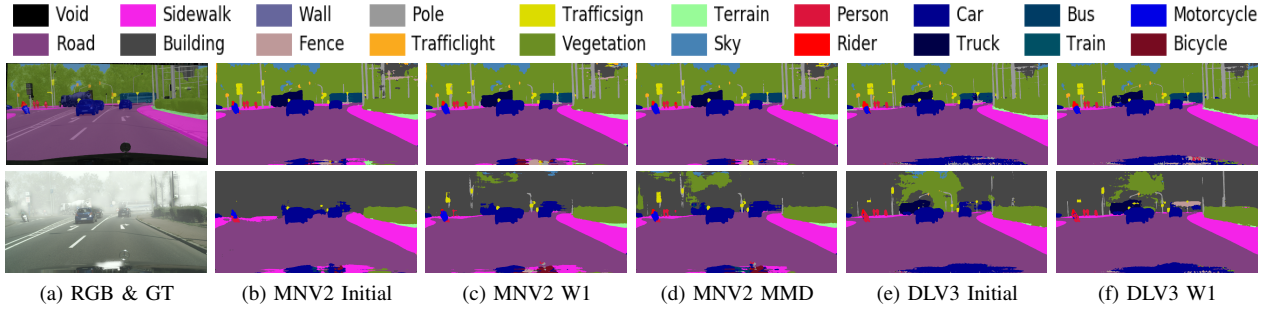 Void Sidewalk Wall Pole Trafficsign Terrain Person Car Bus Motorcycle
Road Building Fence Trafficlight Vegetation Sky Rider Truck Train Bicycle
(a) RGB & GT (b) MNV2 Initial (c) MNV2 W1 (d) MNV2 MMD (e) DLV3 Initial (f) DLV3 W1